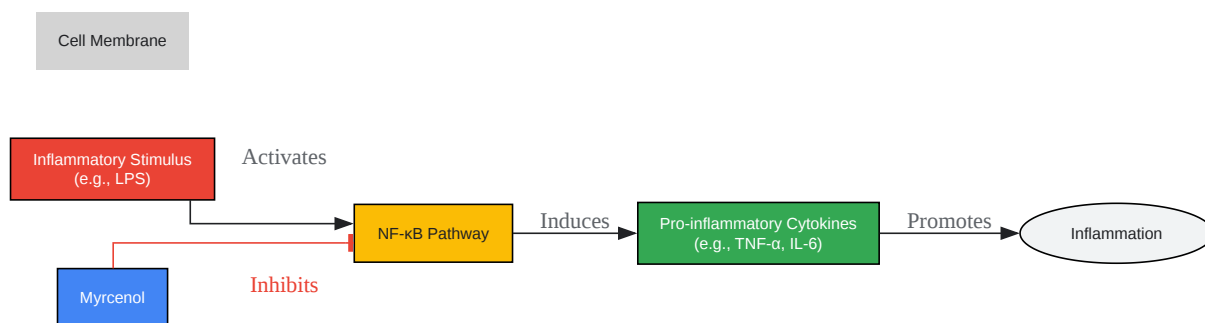 Cell Membrane
Inflammatory Stimulus
(e.g., LPS)
Activates
NF-κB Pathway
Induces
Pro-inflammatory Cytokines
(e.g., TNF-α, IL-6)
Promotes
Inflammation
Myrcenol
Inhibits